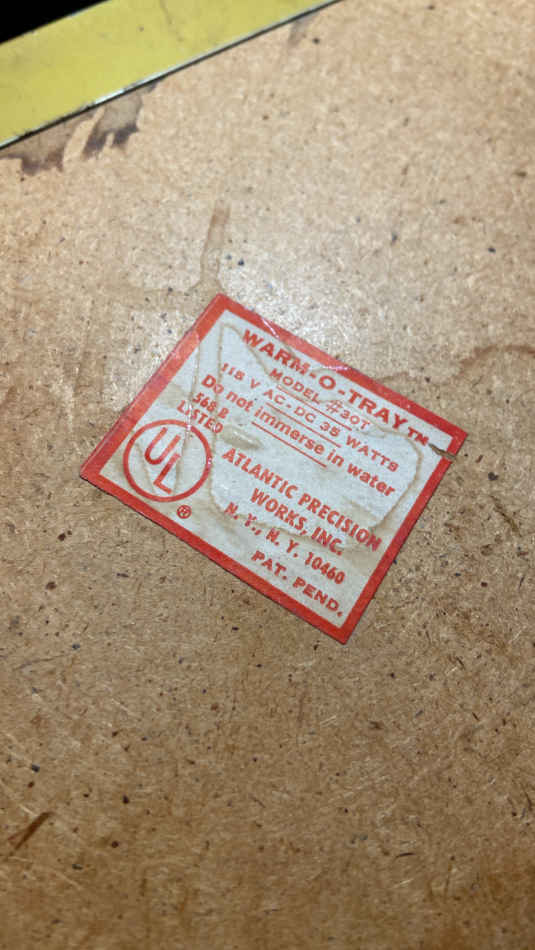 WARM-O-TRAY™
MODEL #30T
118 V AC-DC 35 WATTS
Do not immerse in water
568 B
LISTED
UL
®
ATLANTIC PRECISION
WORKS, INC.
N. Y., N. Y. 10460
PAT. PEND.